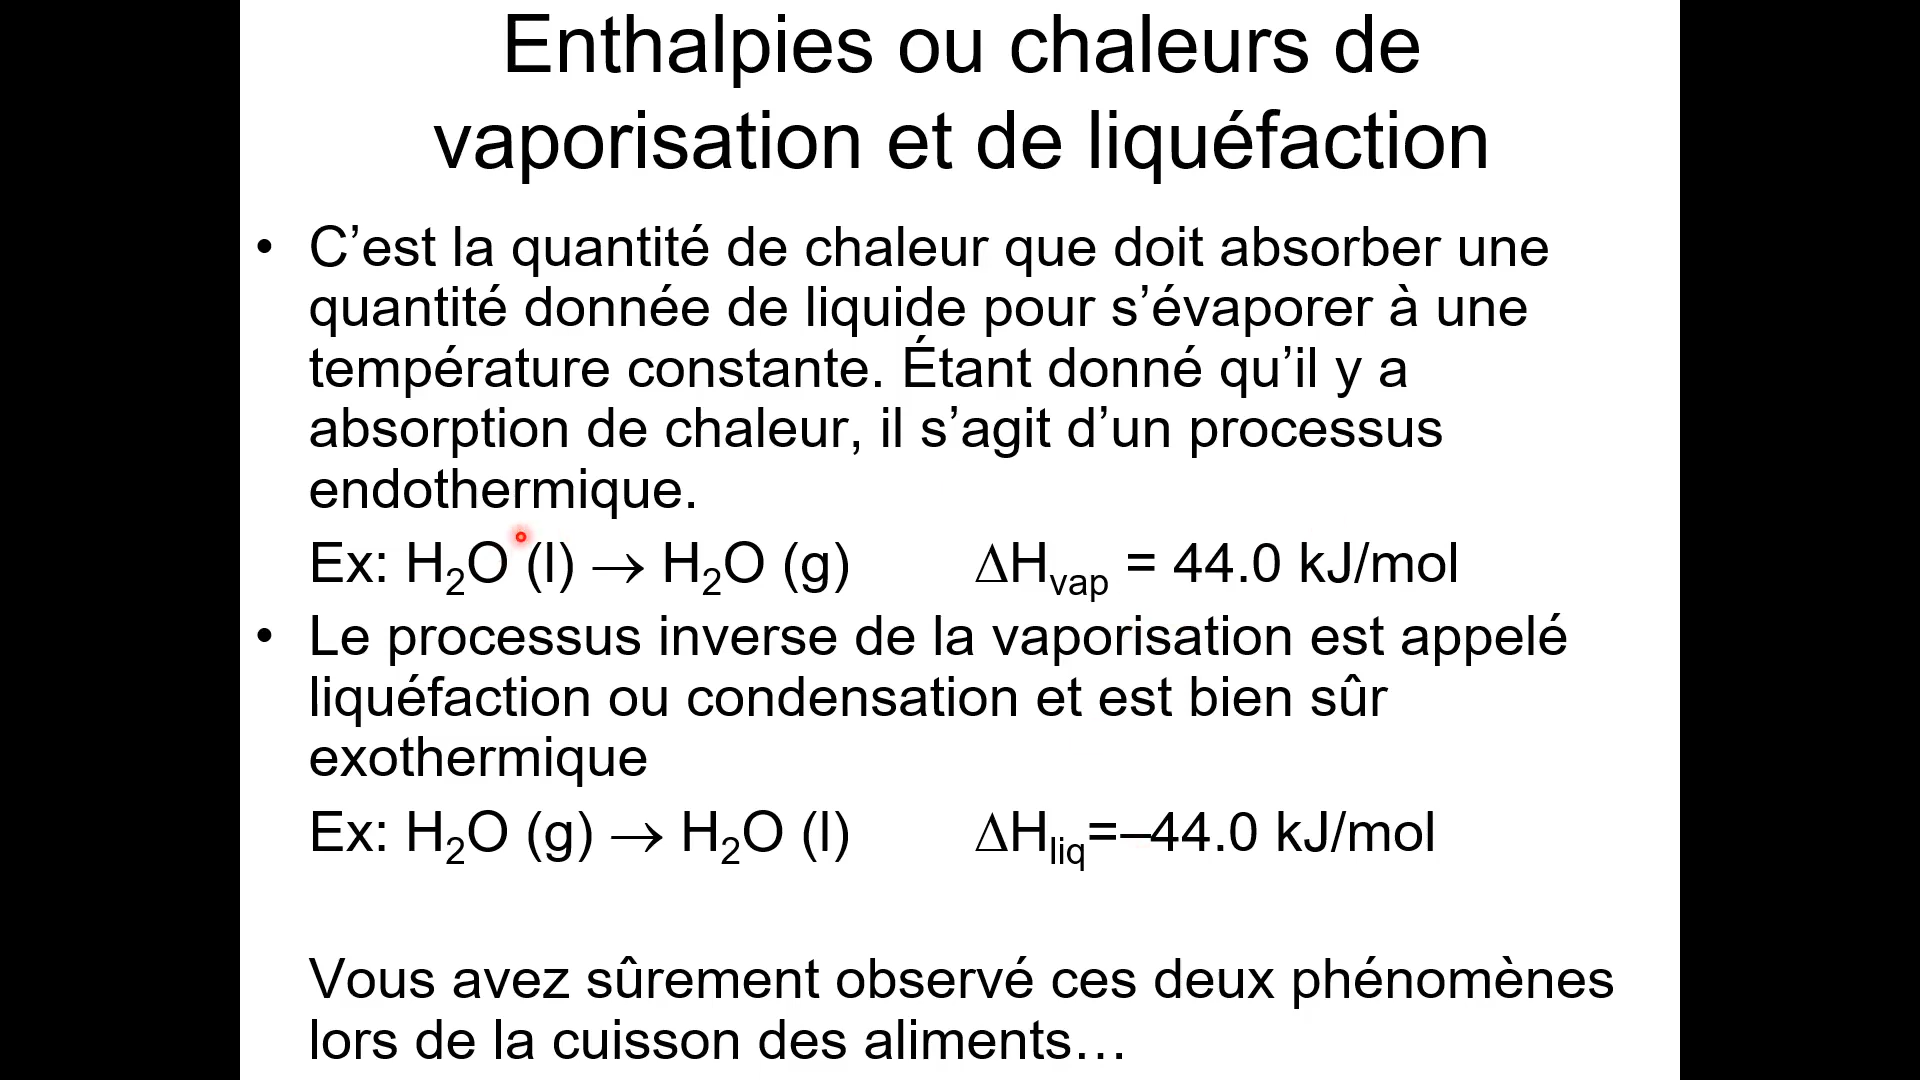 Enthalpies ou chaleurs de
vaporisation et de liquéfaction
• C’est la quantité de chaleur que doit absorber une
quantité donnée de liquide pour s’évaporer à une
température constante. Étant donné qu’il y a
absorption de chaleur, il s’agit d’un processus
endothermique.
Ex: H₂O (l) → H₂O (g) ΔHvap = 44.0 kJ/mol
• Le processus inverse de la vaporisation est appelé
liquéfaction ou condensation et est bien sûr
exothermique
Ex: H₂O (g) → H₂O (l) ΔHliq=–44.0 kJ/mol
Vous avez sûrement observé ces deux phénomènes
lors de la cuisson des aliments…